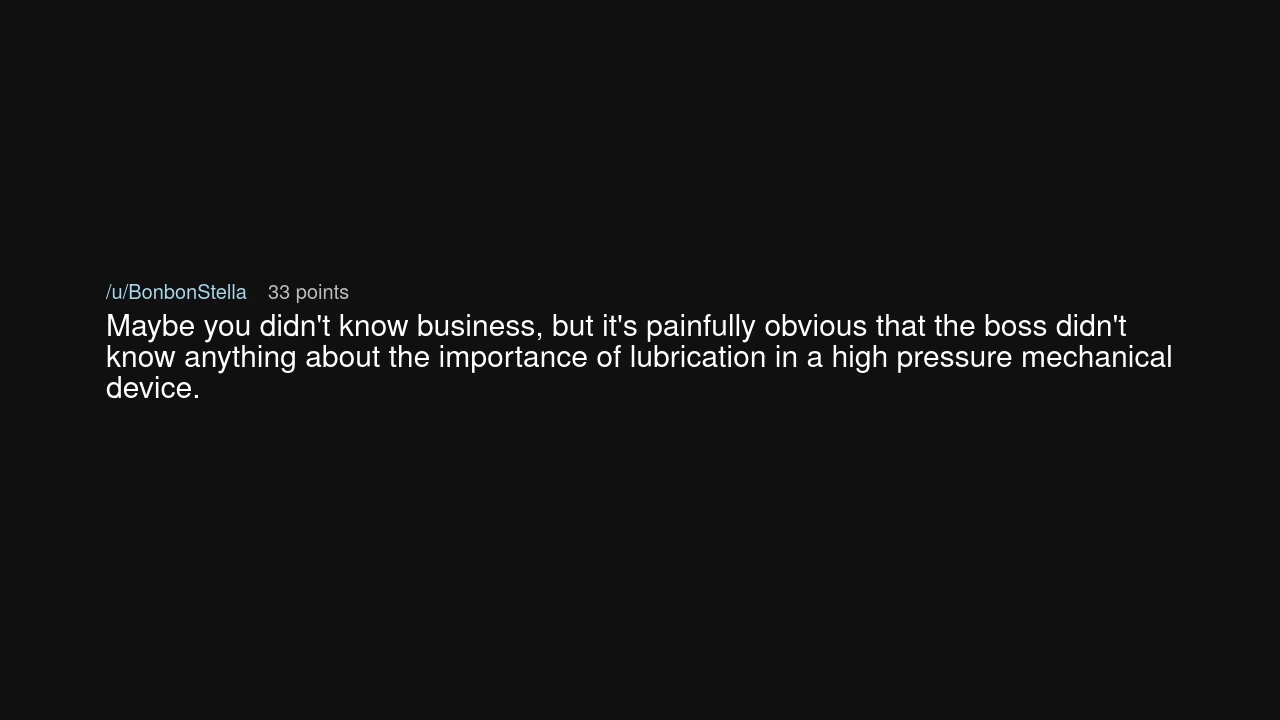 /u/BonbonStella 33 points
Maybe you didn't know business, but it's painfully obvious that the boss didn't
know anything about the importance of lubrication in a high pressure mechanical
device.